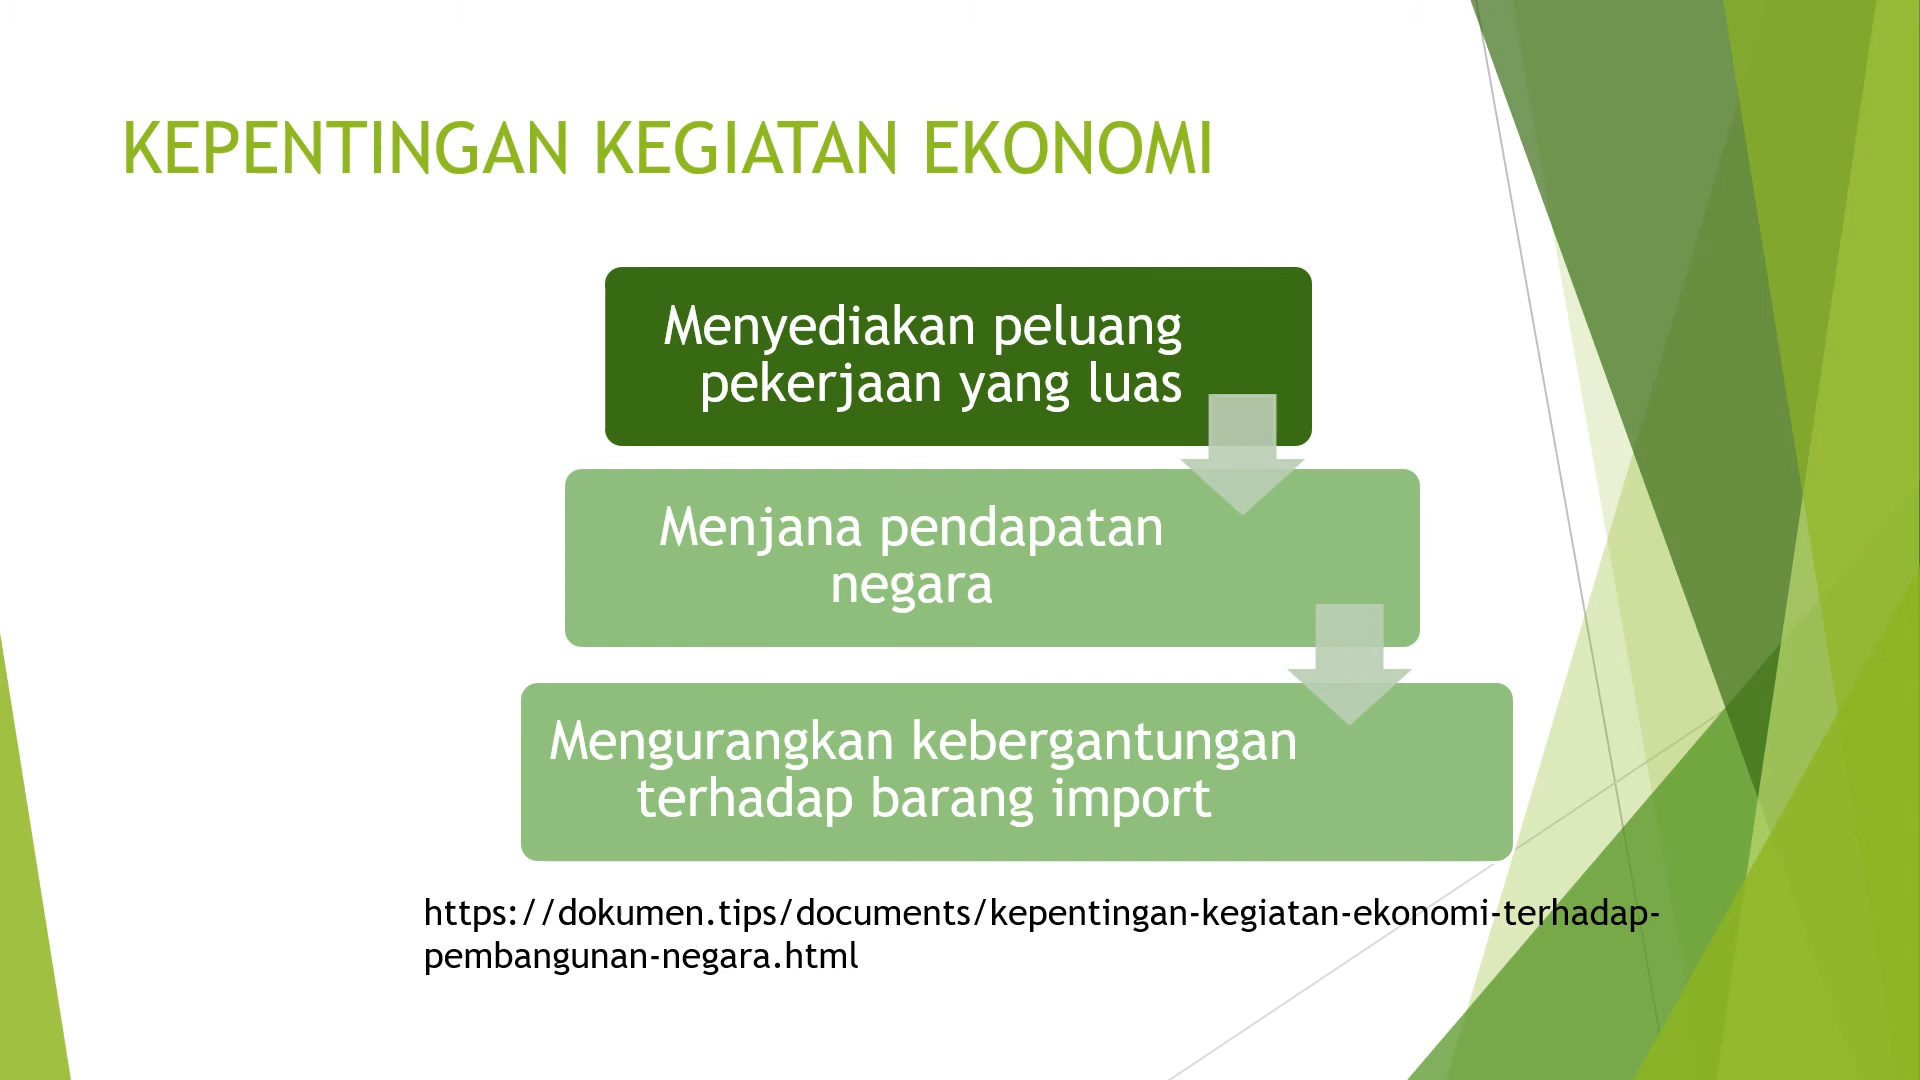 KEPENTINGAN KEGIATAN EKONOMI
Menyediakan peluang
pekerjaan yang luas
Menjana pendapatan
negara
Mengurangkan kebergantungan
terhadap barang import
https://dokumen.tips/documents/kepentingan-kegiatan-ekonomi-terhadap-
pembangunan-negara.html